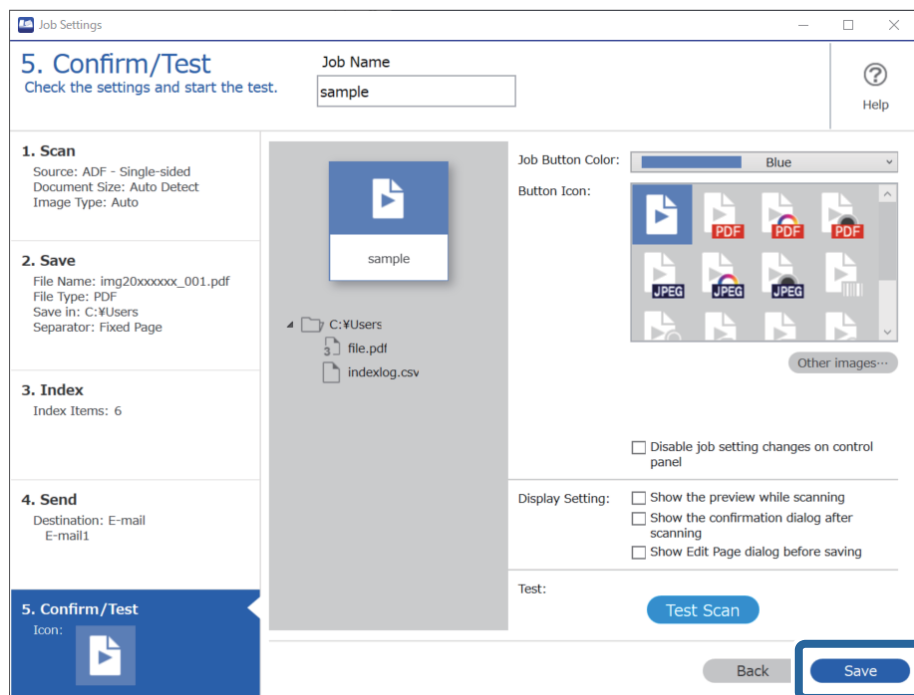 Job Settings
5. Confirm/Test
Check the settings and start the test.
Job Name
sample
Help
1. Scan
Source: ADF - Single-sided
Document Size: Auto Detect
Image Type: Auto
2. Save
File Name: img20xxxxxx_001.pdf
File Type: PDF
Save in: C:¥Users
Separator: Fixed Page
3. Index
Index Items: 6
4. Send
Destination: E-mail
E-mail1
5. Confirm/Test
Icon:
sample
C:¥Users
3 file.pdf
indexlog.csv
Job Button Color:
Blue
Button Icon:
PDF PDF PDF
JPEG JPEG JPEG
Other images···
Disable job setting changes on control
panel
Display Setting:
Show the preview while scanning
Show the confirmation dialog after
scanning
Show Edit Page dialog before saving
Test:
Test Scan
Back
Save